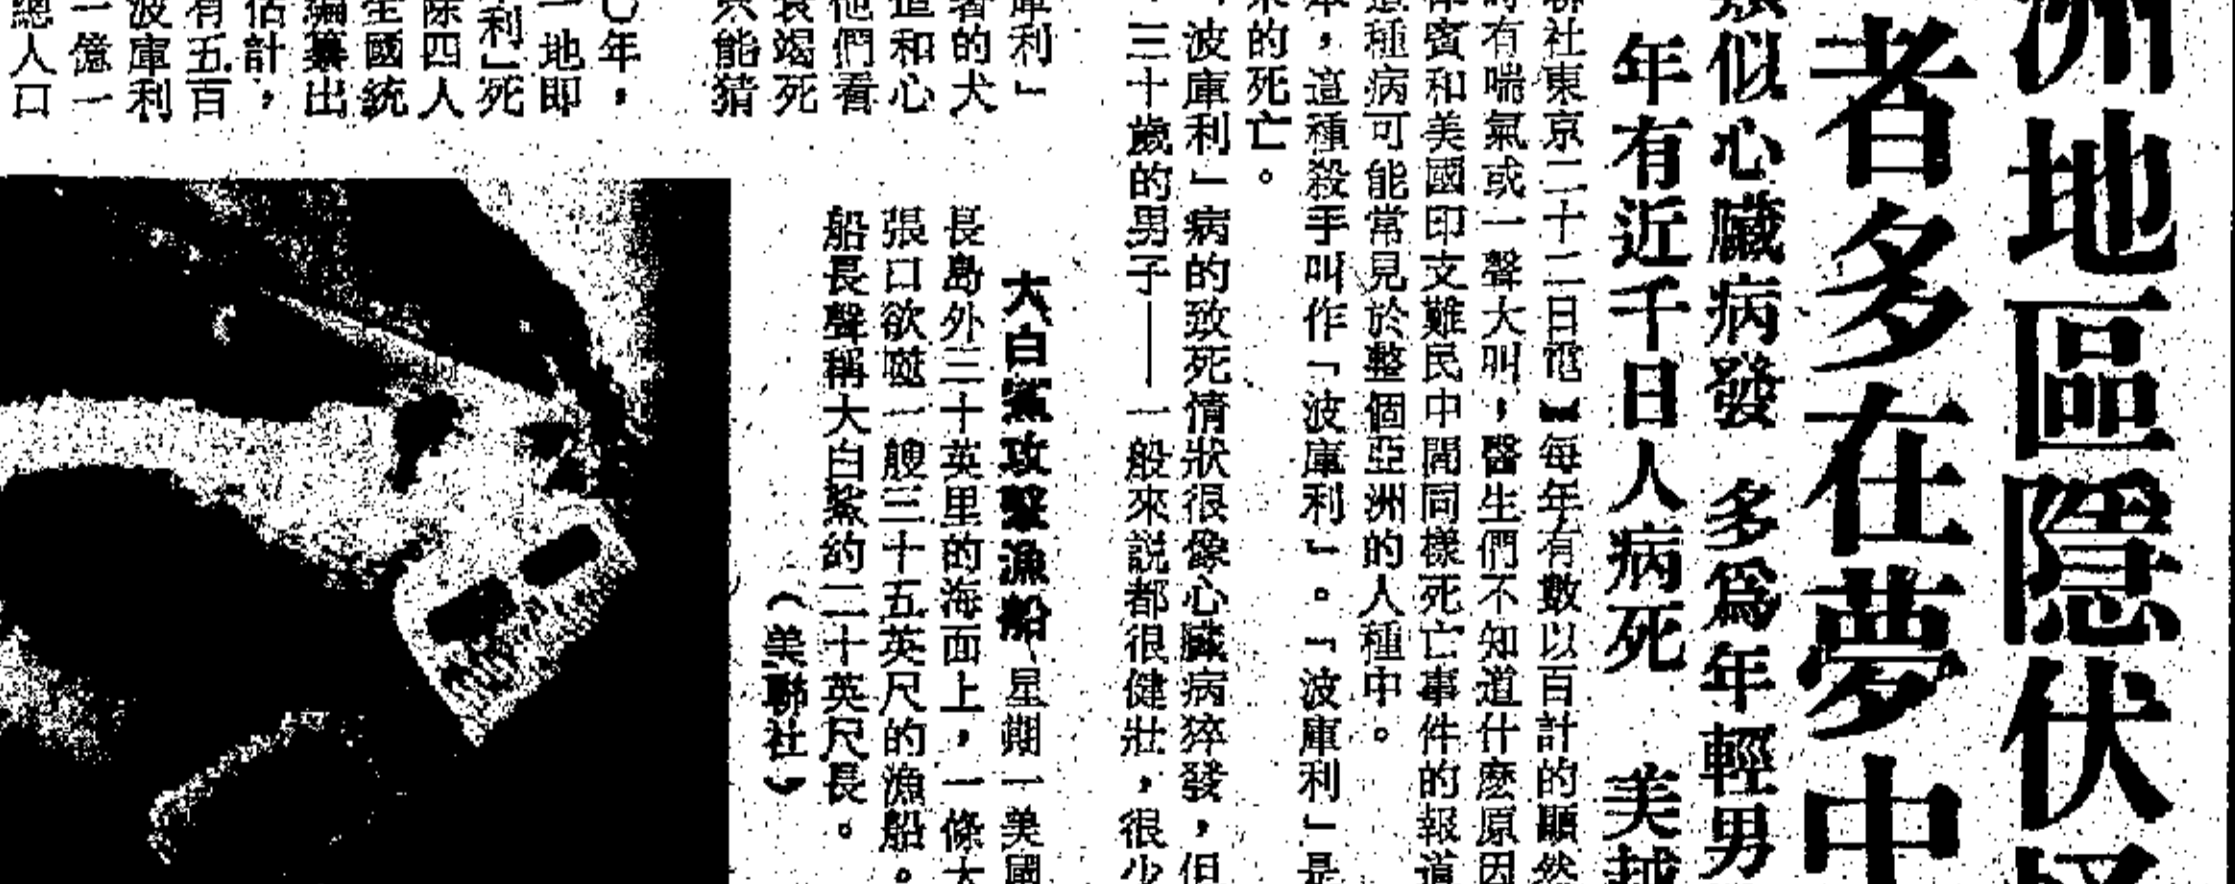 洲地區隱伏
者多在夢中
類似心臟病發 多爲年輕男
年有近千日人病死 美越
聯社東京二十二日電】每年有數以百計的顯然
時有喘氣或一聲大叫，醫生們不知道什麽原因
律賓和美國印支難民中間同樣死亡事件的報道
這種病可能常見於整個亞洲的人種中。
本，這種殺手叫作「波庫利」。「波庫利」是
來的死亡。
「波庫利」病的致死情狀很像心臟病猝發，但
三十歲的男子——一般來説都很健壯，很少
庫利」
者的犬
造和心
他們看
衰竭死
只能猜
〇年，
一地即
利」死
除四人
全國統
編纂出
估計，
有五百
波庫利
一億一
總人口
大白鯊攻擊漁船 星期一美國
長島外三十英里的海面上，一條大
張口欲噬一艘三十五英尺的漁船。
船長聲稱大白鯊約二十英尺長。
（美聯社）